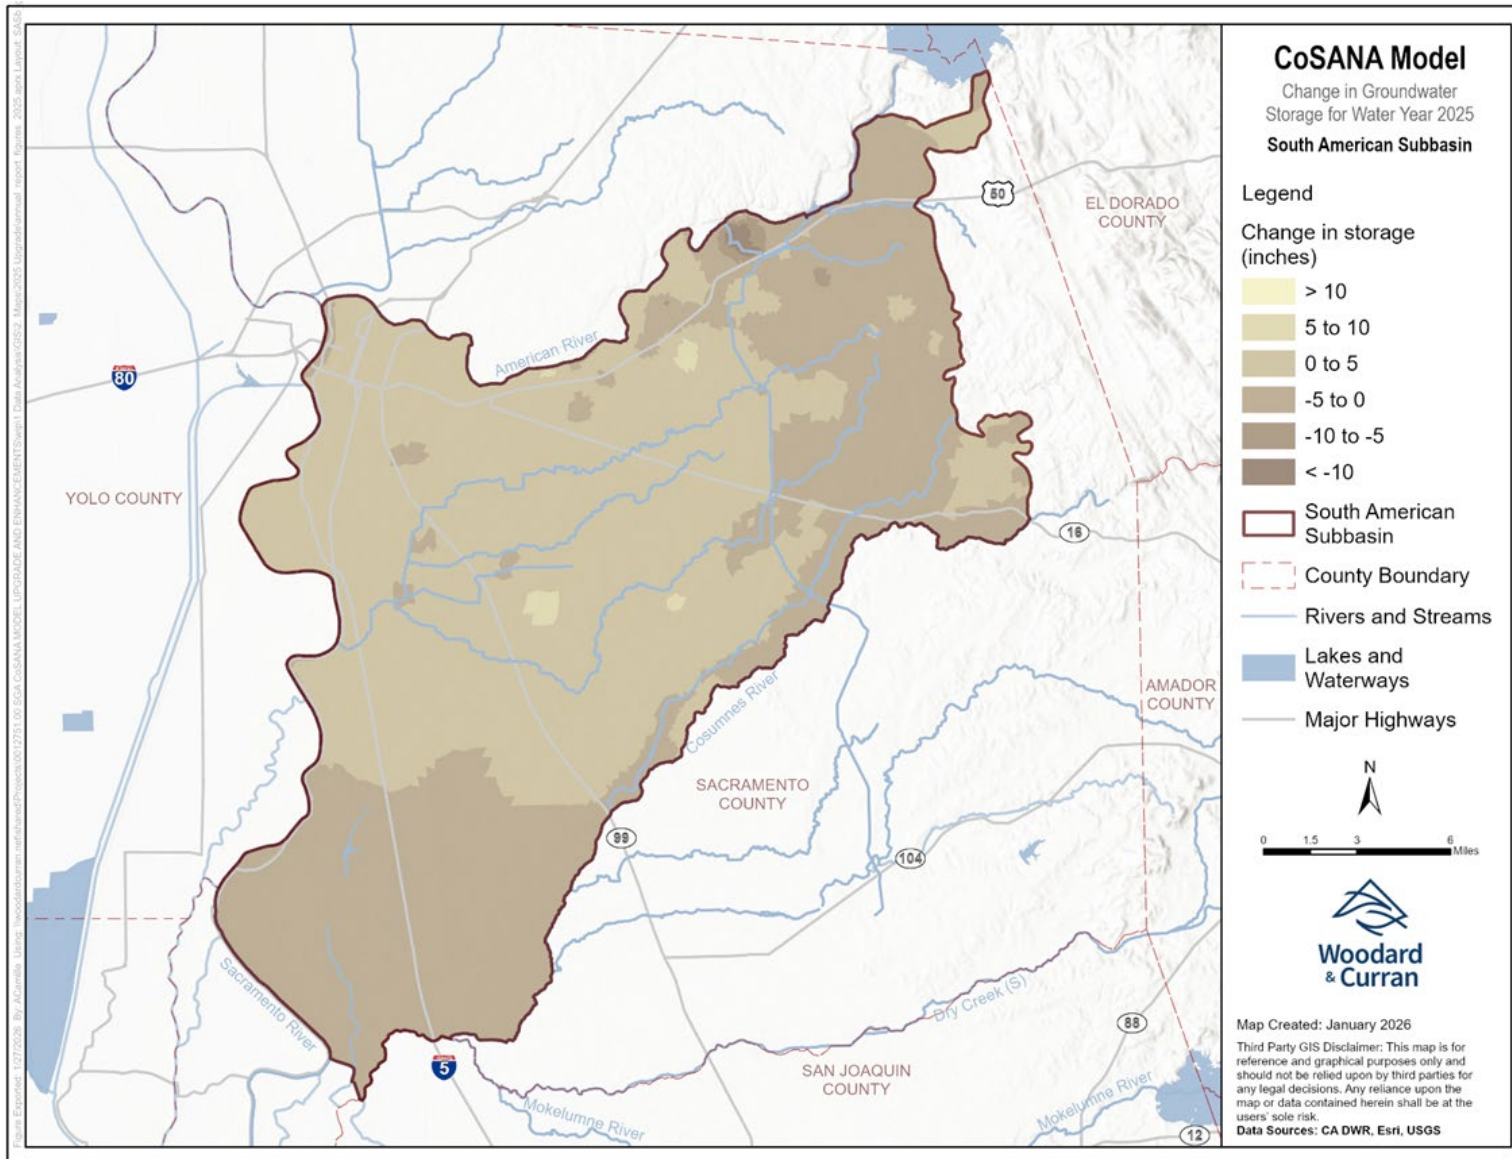 CoSANA Model
Change in Groundwater
Storage for Water Year 2025
South American Subbasin
Legend
Change in storage
(inches)
> 10
5 to 10
0 to 5
-5 to 0
-10 to -5
< -10
South American
Subbasin
County Boundary
Rivers and Streams
Lakes and
Waterways
Major Highways
N
0 1.5 3 6
Miles
Woodard
& Curran
Map Created: January 2026
Third Party GIS Disclaimer: This map is for
reference and graphical purposes only and
should not be relied upon by third parties for
any legal decisions. Any reliance upon the
map or data contained herein shall be at the
users' sole risk.
Data Sources: CA DWR, Esri, USGS
50
EL DORADO
COUNTY
American River
80
YOLO COUNTY
16
AMADOR
COUNTY
Cosumnes River
SACRAMENTO
COUNTY
99
104
Sacramento River
Dry Creek (S)
88
5
SAN JOAQUIN
COUNTY
Mokelumne River
Mokelumne River
12